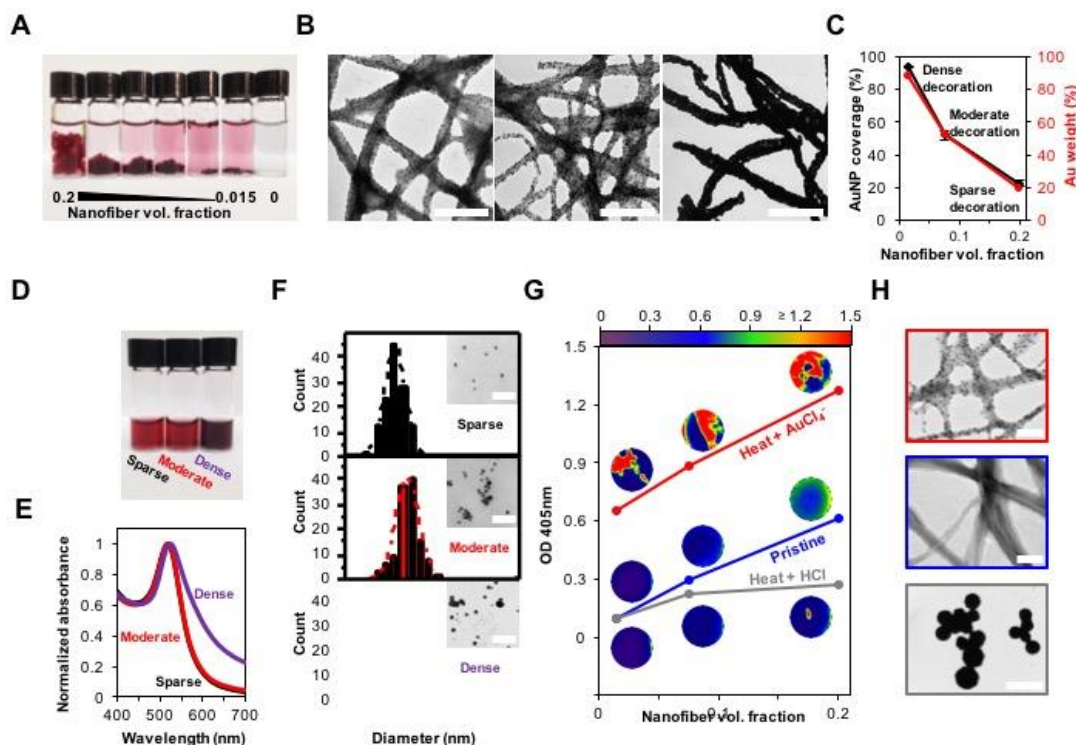 A
0.2
0.015
0
Nanofiber vol. fraction
B
C
100
80
60
40
20
0
AuNP coverage (%)
Dense
decoration
Moderate
decoration
Sparse
decoration
100
80
60
40
20
0
Au weight (%)
0
0.1
0.2
Nanofiber vol. fraction
D
Sparse
Moderate
Dense
E
Normalized absorbance
1
0.8
0.6
0.4
0.2
0
Dense
Moderate
Sparse
400
500
600
700
Wavelength (nm)
F
Count
40
30
20
10
0
Sparse
Count
40
30
20
10
0
Moderate
Count
40
30
20
10
0
Dense
Diameter (nm)
G
0
0.3
0.6
0.9
≥ 1.2
1.5
OD 405nm
1.5
1.2
0.9
0.6
0.3
0
Heat + AuCl4-
Pristine
Heat + HCl
0
0.1
0.2
Nanofiber vol. fraction
H